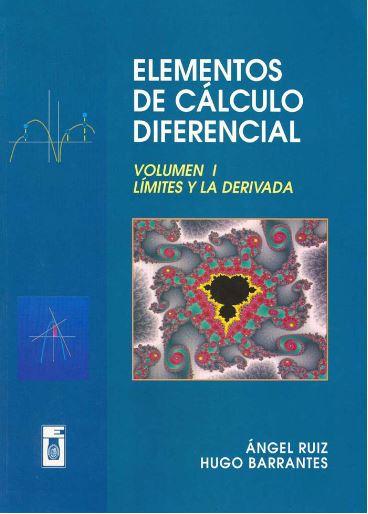 ELEMENTOS
DE CÁLCULO
DIFERENCIAL
VOLUMEN I
LÍMITES Y LA DERIVADA
ÁNGEL RUIZ
HUGO BARRANTES